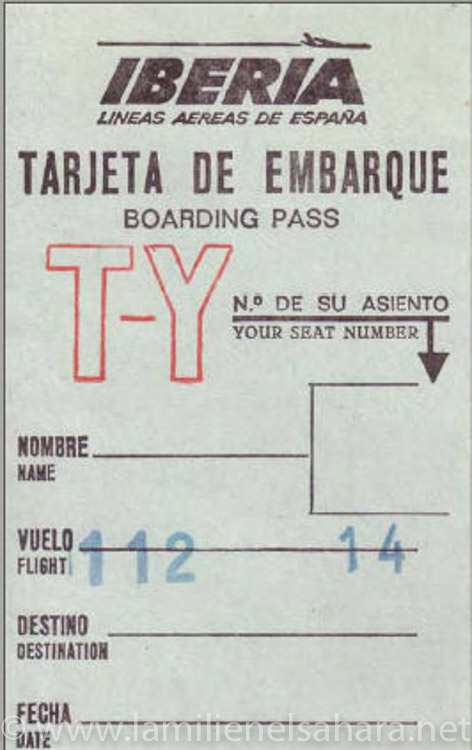 IBERIA
LINEAS AEREAS DE ESPAÑA
TARJETA DE EMBARQUE
BOARDING PASS
T-Y
N.º DE SU ASIENTO
YOUR SEAT NUMBER
NOMBRE
NAME
VUELO 112 14
FLIGHT
DESTINO
DESTINATION
FECHA
DATE
©www.lamilienelsahara.net